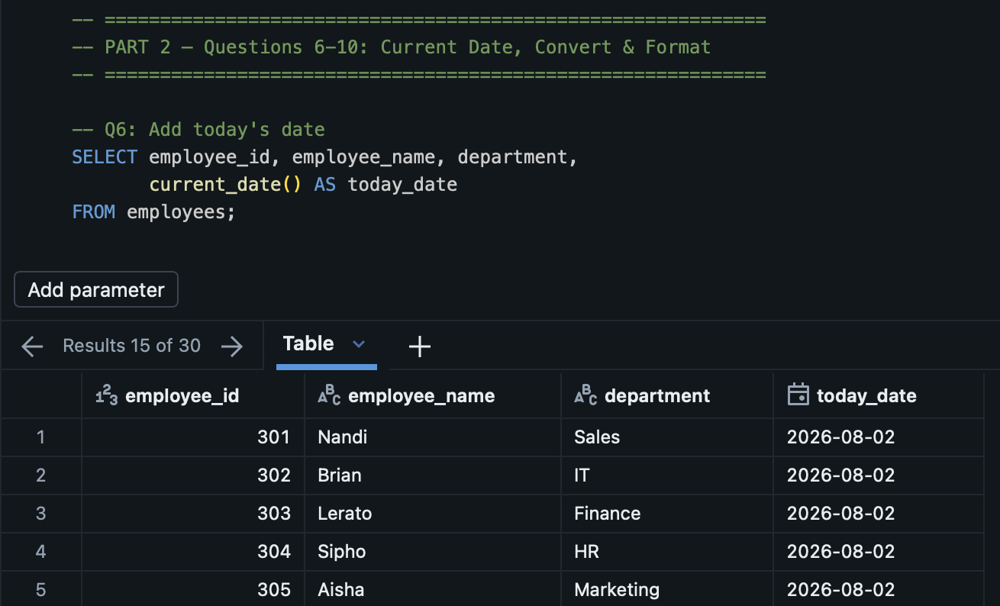 -- ============================================================
-- PART 2 – Questions 6–10: Current Date, Convert & Format
-- ============================================================
-- Q6: Add today's date
SELECT employee_id, employee_name, department,
current_date() AS today_date
FROM employees;
Add parameter
Results 15 of 30 Table
123 employee_id ABC employee_name ABC department today_date
1 301 Nandi Sales 2026-08-02
2 302 Brian IT 2026-08-02
3 303 Lerato Finance 2026-08-02
4 304 Sipho HR 2026-08-02
5 305 Aisha Marketing 2026-08-02